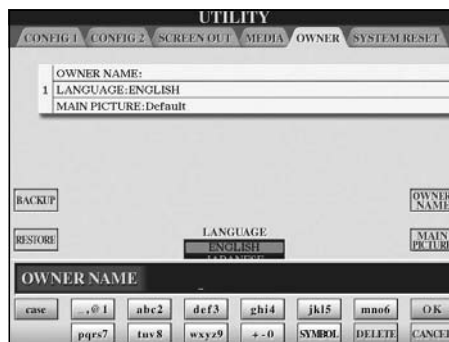 UTILITY
CONFIG 1 CONFIG 2 SCREEN OUT MEDIA OWNER SYSTEM RESET
OWNER NAME:
1 LANGUAGE:ENGLISH
MAIN PICTURE:Default
BACKUP
OWNER NAME
RESTORE
LANGUAGE
ENGLISH
JAPANESE
MAIN PICTURE
OWNER NAME _
case _,@1 abc2 def3 ghi4 jkl5 mno6 OK
pqrs7 tuv8 wxyz9 +-0 SYMBOL DELETE CANCEL